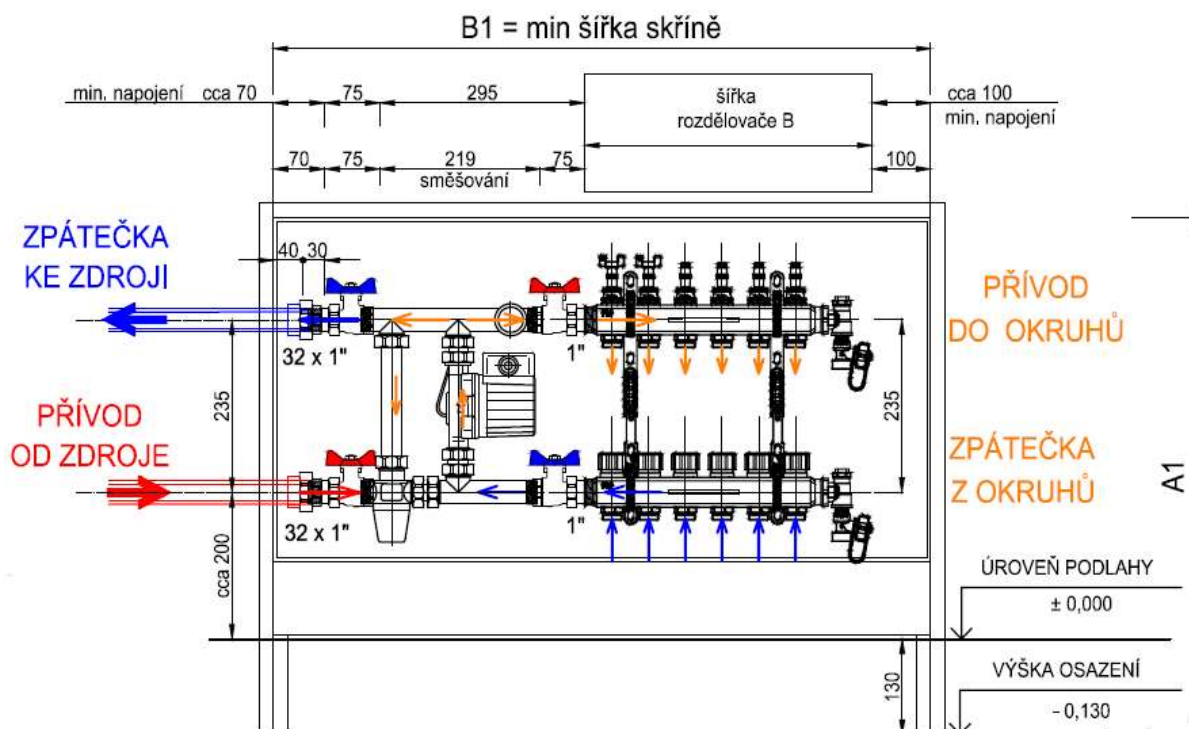 B1 = min šířka skříně
min. napojení cca 70
75
295
šířka
rozdělovače B
cca 100
min. napojení
70
75
219
75
100
směšování
ZPÁTEČKA
KE ZDROJI
40
30
PŘÍVOD
DO OKRUHŮ
32 x 1"
1"
235
235
PŘÍVOD
OD ZDROJE
ZPÁTEČKA
Z OKRUHŮ
A1
32 x 1"
1"
cca 200
ÚROVEŇ PODLAHY
± 0,000
130
VÝŠKA OSAZENÍ
- 0,130